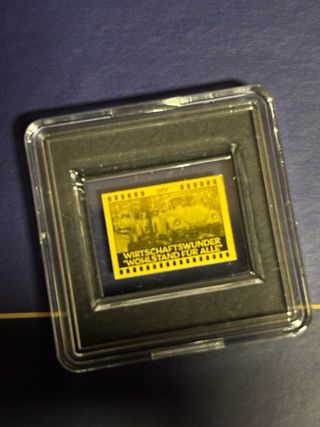 WIRTSCHAFTSWUNDER
"WOHLSTAND FÜR ALLE"